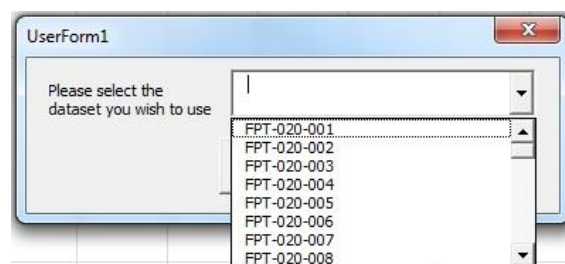 UserForm1
Please select the
dataset you wish to use
FPT-020-001
FPT-020-002
FPT-020-003
FPT-020-004
FPT-020-005
FPT-020-006
FPT-020-007
FPT-020-008